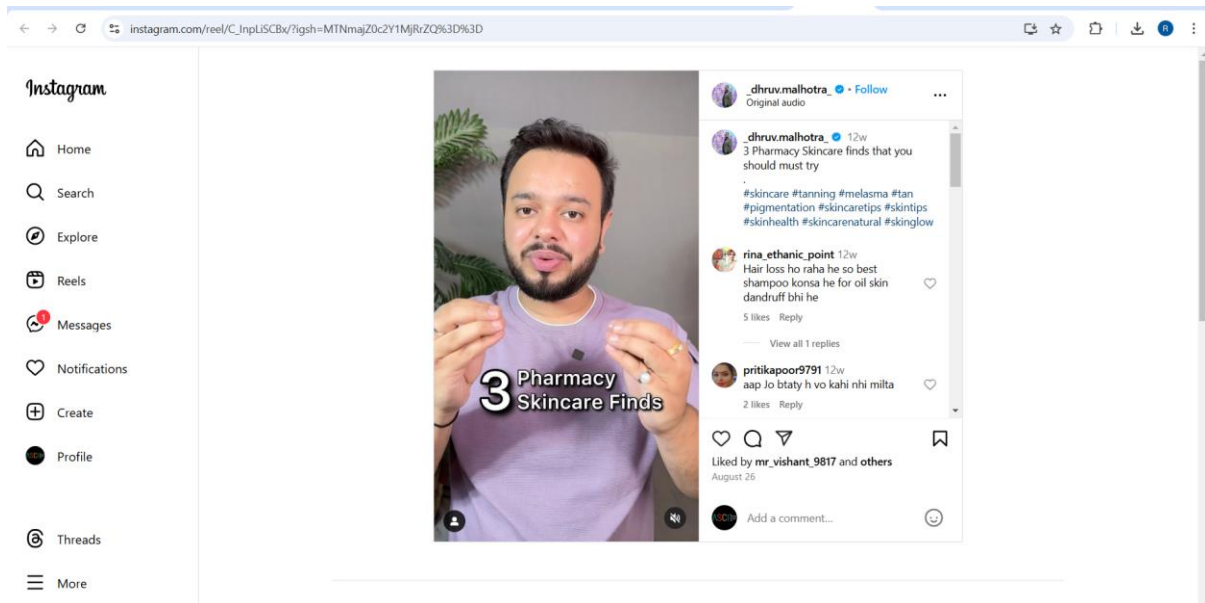 instagram.com/reel/C_InpLiSCBx/?igsh=MTNmajZ0c2Y1MjRrZQ%3D%3D
R
Instagram
Home
Search
Explore
Reels
1
Messages
Notifications
Create
Profile
Threads
More
3 Pharmacy
Skincare Finds
_dhruv.malhotra_ • Follow
Original audio
_dhruv.malhotra_ 12w
3 Pharmacy Skincare finds that you
should must try
.
#skincare #tanning #melasma #tan
#pigmentation #skincaretips #skintips
#skinhealth #skincarenatural #skinglow
rina_ethanic_point 12w
Hair loss ho raha he so best
shampoo konsa he for oil skin
dandruff bhi he
5 likes Reply
View all 1 replies
pritikapoor9791 12w
aap Jo btaty h vo kahi nhi milta
2 likes Reply
Liked by mr_vishant_9817 and others
August 26
Add a comment...